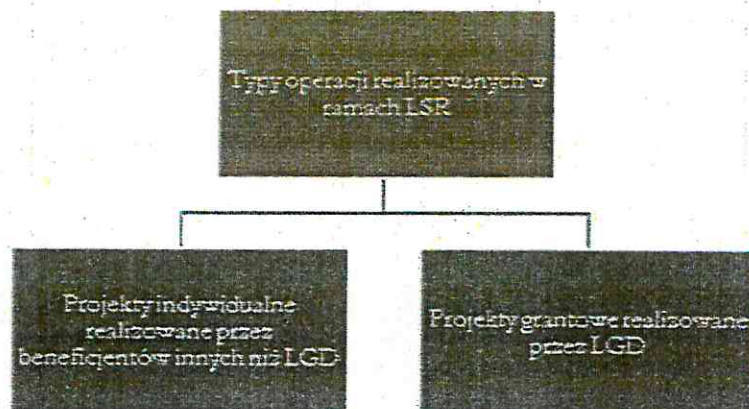 Typy operacji realizowanych w
ramach LSR
Projekty indywidualne
realizowane przez
beneficjentów innych niż LGD
Projekty grantowe realizowane
przez LGD